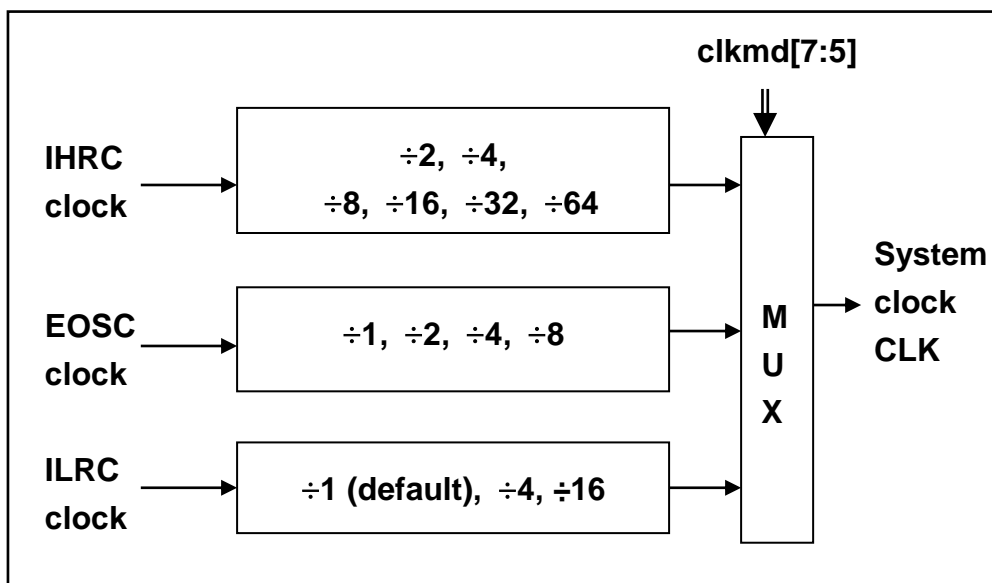 clkmd[7:5]
IHRC
clock
÷2, ÷4,
÷8, ÷16, ÷32, ÷64
EOSC
clock
÷1, ÷2, ÷4, ÷8
ILRC
clock
÷1 (default), ÷4, ÷16
M
U
X
System
clock
CLK